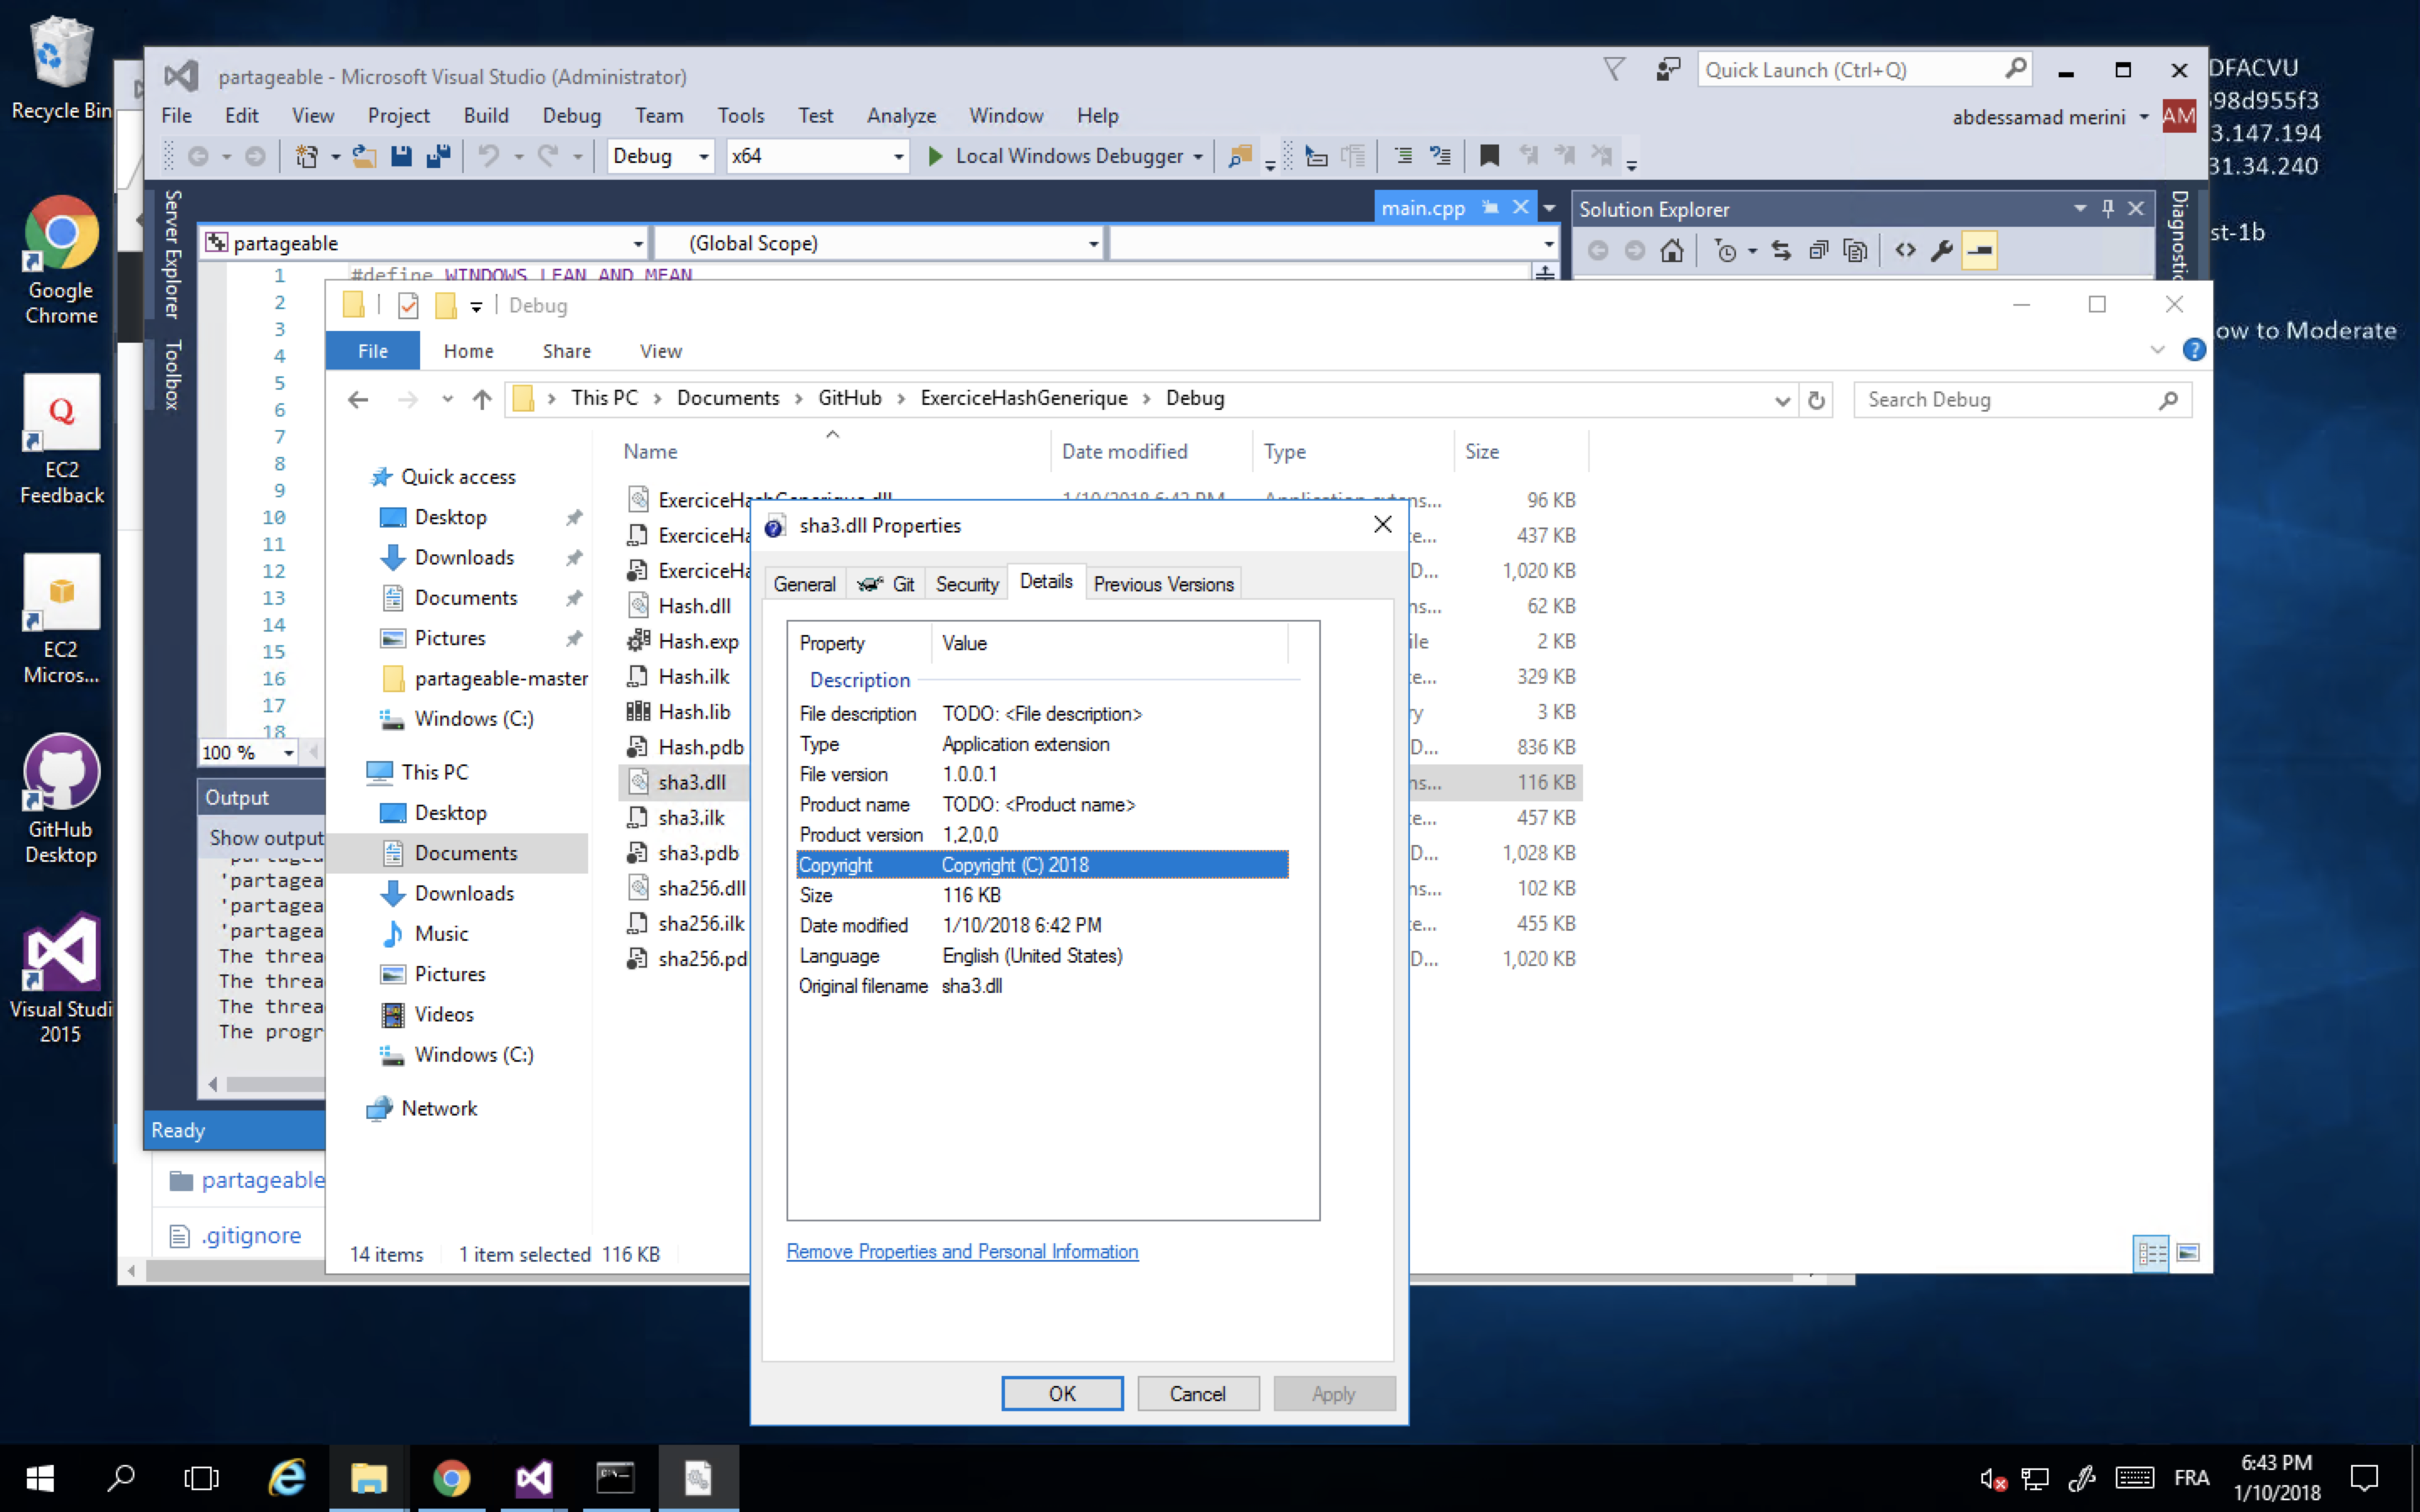 Recycle Bin
Google
Chrome
EC2
Feedback
EC2
Micros...
GitHub
Desktop
Visual Studi
2015
DFACVU
98d955f3
3.147.194
31.34.240
st-1b
ow to Moderate
partageable - Microsoft Visual Studio (Administrator)
Quick Launch (Ctrl+Q)
File Edit View Project Build Debug Team Tools Test Analyze Window Help
abdessamad merini
AM
Debug
x64
Local Windows Debugger
Server Explorer
Toolbox
main.cpp
Solution Explorer
Diagnostic
partageable
(Global Scope)
1 #define WINDOWS_LEAN_AND_MEAN
2
3
4
5
6
7
8
9
10
11
12
13
14
15
16
17
18
100 %
Output
Show output
'partagea
'partagea
'partagea
'partagea
The threa
The threa
The threa
The progr
Ready
partageable
.gitignore
Debug
File Home Share View
This PC > Documents > GitHub > ExerciceHashGenerique > Debug
Search Debug
Quick access
Desktop
Downloads
Documents
Pictures
partageable-master
Windows (C:)
This PC
Desktop
Documents
Downloads
Music
Pictures
Videos
Windows (C:)
Network
Name Date modified Type Size
ExerciceHashGenerique.dll 1/10/2018 6:42 PM Application extens... 96 KB
ExerciceHa e... 437 KB
ExerciceHa D... 1,020 KB
Hash.dll ns... 62 KB
Hash.exp ile 2 KB
Hash.ilk e... 329 KB
Hash.lib ry 3 KB
Hash.pdb D... 836 KB
sha3.dll ns... 116 KB
sha3.ilk e... 457 KB
sha3.pdb D... 1,028 KB
sha256.dll ns... 102 KB
sha256.ilk e... 455 KB
sha256.pd D... 1,020 KB
14 items 1 item selected 116 KB
sha3.dll Properties
General Git Security Details Previous Versions
Property Value
Description
File description TODO: <File description>
Type Application extension
File version 1.0.0.1
Product name TODO: <Product name>
Product version 1,2,0,0
Copyright Copyright (C) 2018
Size 116 KB
Date modified 1/10/2018 6:42 PM
Language English (United States)
Original filename sha3.dll
Remove Properties and Personal Information
OK Cancel Apply
FRA
6:43 PM
1/10/2018